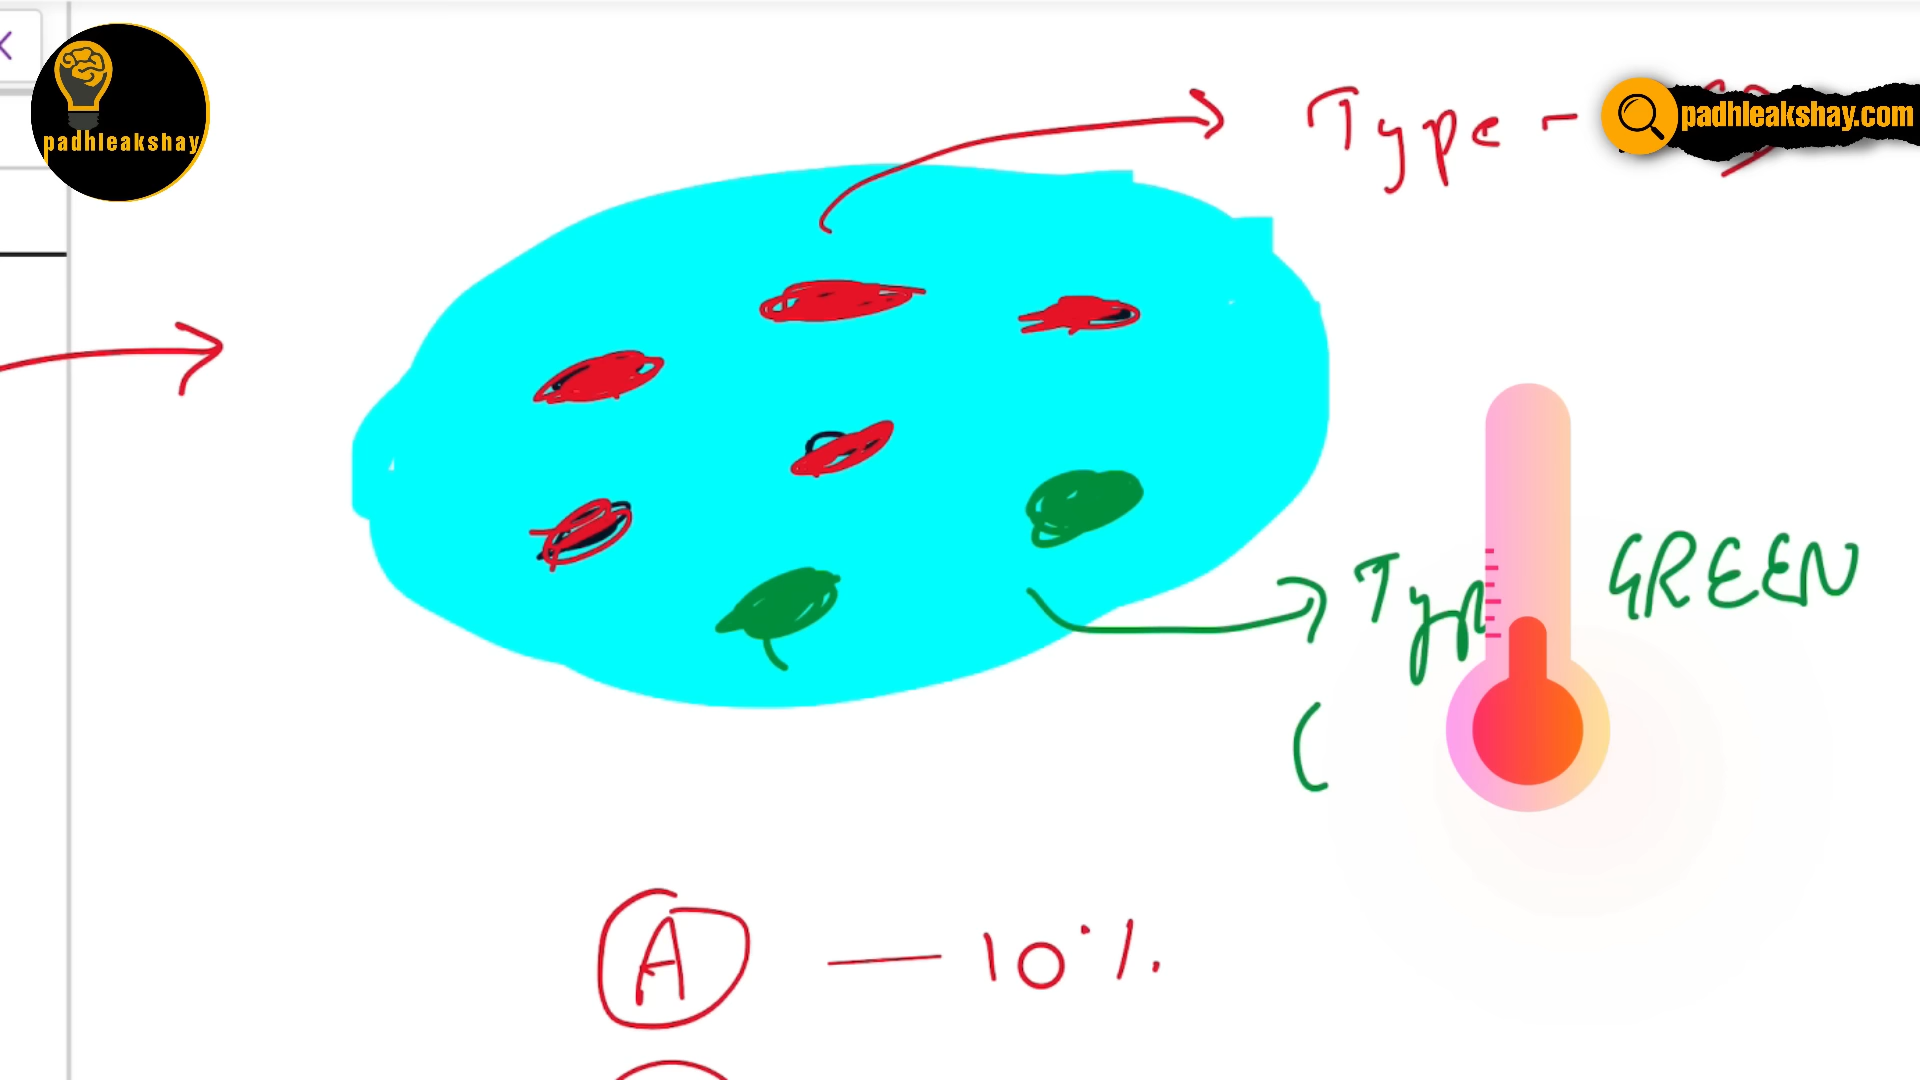 padhleakshay
Type -
padhleakshay.com
GREEN
(
A — 10%